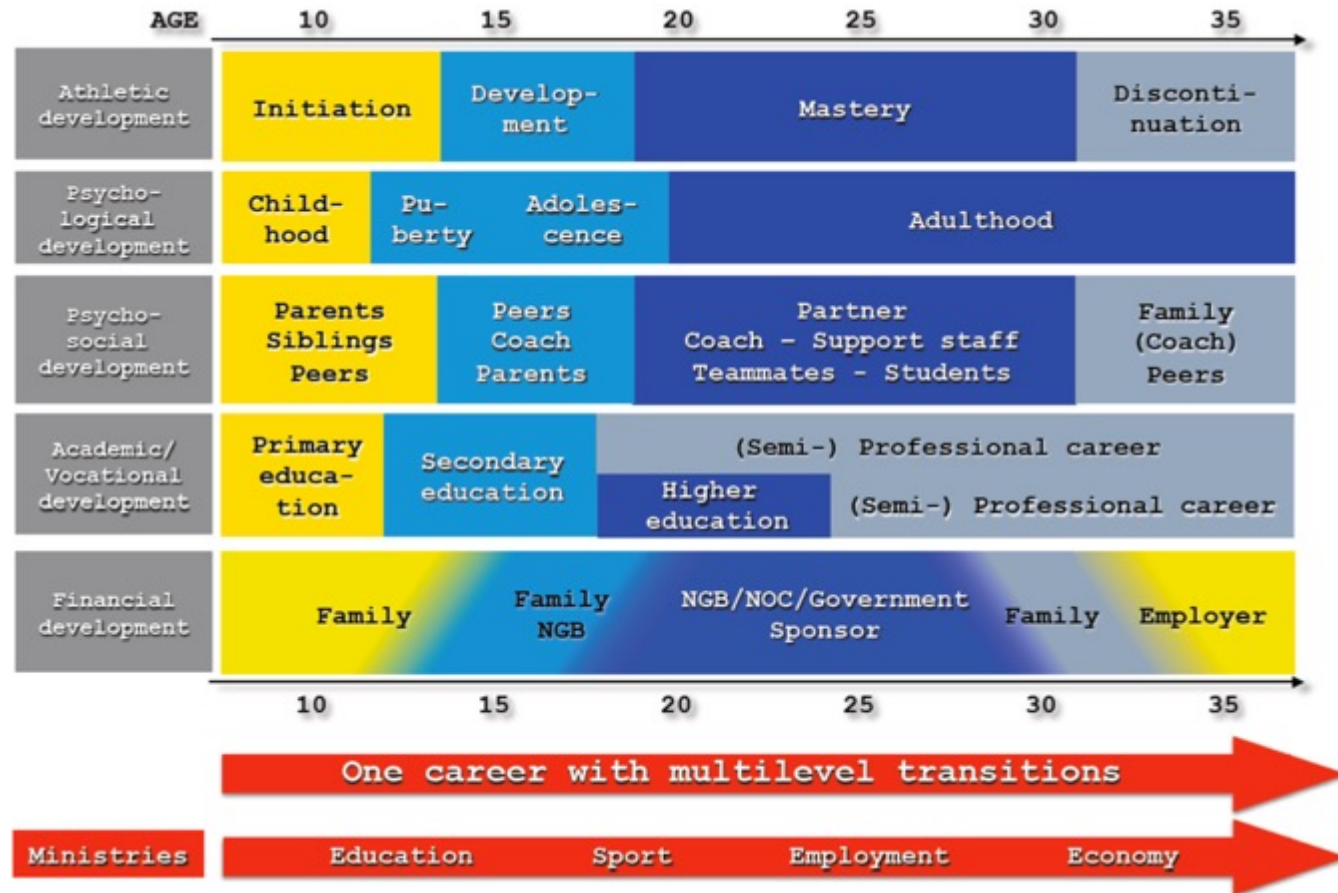 AGE 10 15 20 25 30 35
Athletic
development
Initiation
Develop-
ment
Mastery
Disconti-
nuation
Psycho-
logical
development
Child-
hood
Pu-
berty
Adoles-
cence
Adulthood
Psycho-
social
development
Parents
Siblings
Peers
Peers
Coach
Parents
Partner
Coach – Support staff
Teammates - Students
Family
(Coach)
Peers
Academic/
Vocational
development
Primary
educa-
tion
Secondary
education
(Semi-) Professional career
Higher
education
(Semi-) Professional career
Financial
development
Family
Family
NGB
NGB/NOC/Government
Sponsor
Family
Employer
10 15 20 25 30 35
One career with multilevel transitions
Ministries
Education Sport Employment Economy